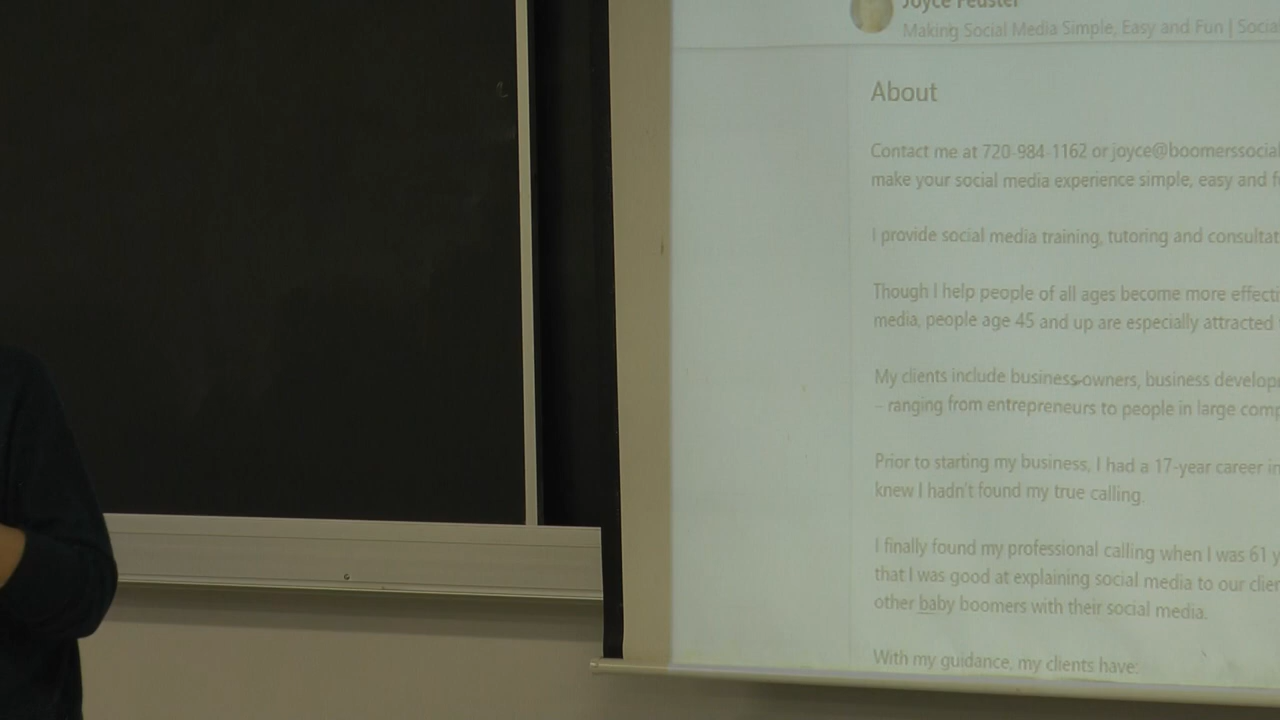 Joyce Feuster
Making Social Media Simple, Easy and Fun | Socia
About
Contact me at 720-984-1162 or joyce@boomerssocial
make your social media experience simple, easy and f
I provide social media training, tutoring and consultat
Though I help people of all ages become more effecti
media, people age 45 and up are especially attracted
My clients include business owners, business develop
– ranging from entrepreneurs to people in large comp
Prior to starting my business, I had a 17-year career in
knew I hadn't found my true calling.
I finally found my professional calling when I was 61 y
that I was good at explaining social media to our clien
other baby boomers with their social media.
With my guidance, my clients have: